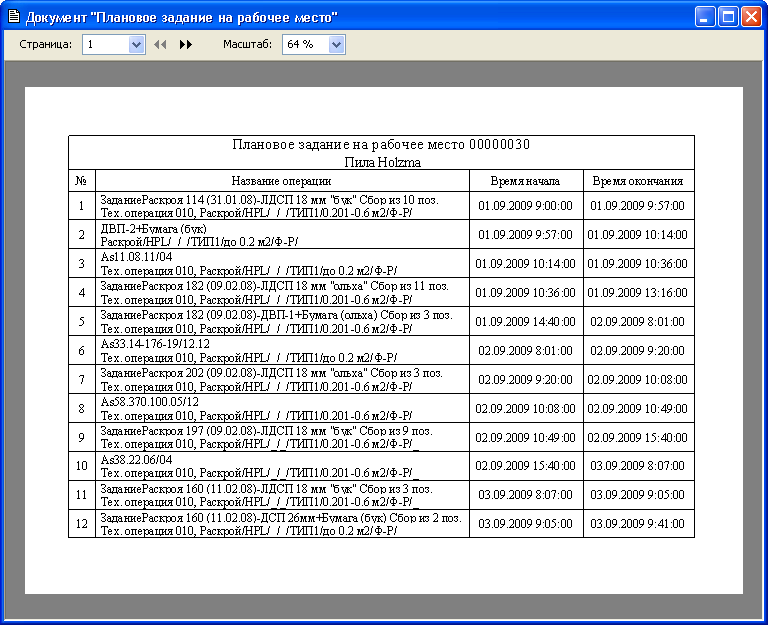 Документ "Плановое задание на рабочее место"
Страница: 1 Масштаб: 64 %
Плановое задание на рабочее место 00000030
Пила Holzma
№ Название операции Время начала Время окончания
1 ЗаданиеРаскроя 114 (31.01.08)-ЛДСП 18 мм "бук" Сбор из 10 поз. 01.09.2009 9:00:00 01.09.2009 9:57:00
Тех. операция 010, Раскрой/HPL/_/_/ТИП1/0.201-0.6 м2/Ф-Р/
2 ДВП-2+Бумага (бук) 01.09.2009 9:57:00 01.09.2009 10:14:00
Раскрой/HPL/_/_/ТИП1/до 0.2 м2/Ф-Р/
3 As11.08.11/04 01.09.2009 10:14:00 01.09.2009 10:36:00
Тех. операция 010, Раскрой/HPL/_/_/ТИП1/до 0.2 м2/Ф-Р/
4 ЗаданиеРаскроя 182 (09.02.08)-ЛДСП 18 мм "ольха" Сбор из 11 поз. 01.09.2009 10:36:00 01.09.2009 13:16:00
Тех. операция 010, Раскрой/HPL/_/_/ТИП1/0.201-0.6 м2/Ф-Р/
5 ЗаданиеРаскроя 182 (09.02.08)-ДВП-1+Бумага (ольха) Сбор из 3 поз. 01.09.2009 14:40:00 02.09.2009 8:01:00
Тех. операция 010, Раскрой/HPL/_/_/ТИП1/0.201-0.6 м2/Ф-Р/
6 As33.14-176-19/12.12 02.09.2009 8:01:00 02.09.2009 9:20:00
Тех. операция 010, Раскрой/HPL/_/_/ТИП1/до 0.2 м2/Ф-Р/
7 ЗаданиеРаскроя 202 (09.02.08)-ЛДСП 18 мм "ольха" Сбор из 3 поз. 02.09.2009 9:20:00 02.09.2009 10:08:00
Тех. операция 010, Раскрой/HPL/_/_/ТИП1/0.201-0.6 м2/Ф-Р/
8 As58.370.100.05/12 02.09.2009 10:08:00 02.09.2009 10:49:00
Тех. операция 010, Раскрой/HPL/_/_/ТИП1/0.201-0.6 м2/Ф-Р/
9 ЗаданиеРаскроя 197 (09.02.08)-ЛДСП 18 мм "бук" Сбор из 9 поз. 02.09.2009 10:49:00 02.09.2009 15:40:00
Тех. операция 010, Раскрой/HPL/_/_/ТИП1/0.201-0.6 м2/Ф-Р/_
10 As38.22.06/04 02.09.2009 15:40:00 03.09.2009 8:07:00
Тех. операция 010, Раскрой/HPL/_/_/ТИП1/0.201-0.6 м2/Ф-Р/_
11 ЗаданиеРаскроя 160 (11.02.08)-ЛДСП 18 мм "бук" Сбор из 3 поз. 03.09.2009 8:07:00 03.09.2009 9:05:00
Тех. операция 010, Раскрой/HPL/_/_/ТИП1/0.201-0.6 м2/Ф-Р/_
12 ЗаданиеРаскроя 160 (11.02.08)-ДСП 26мм+Бумага (бук) Сбор из 2 поз. 03.09.2009 9:05:00 03.09.2009 9:41:00
Тех. операция 010, Раскрой/HPL/_/_/ТИП1/до 0.2 м2/Ф-Р/